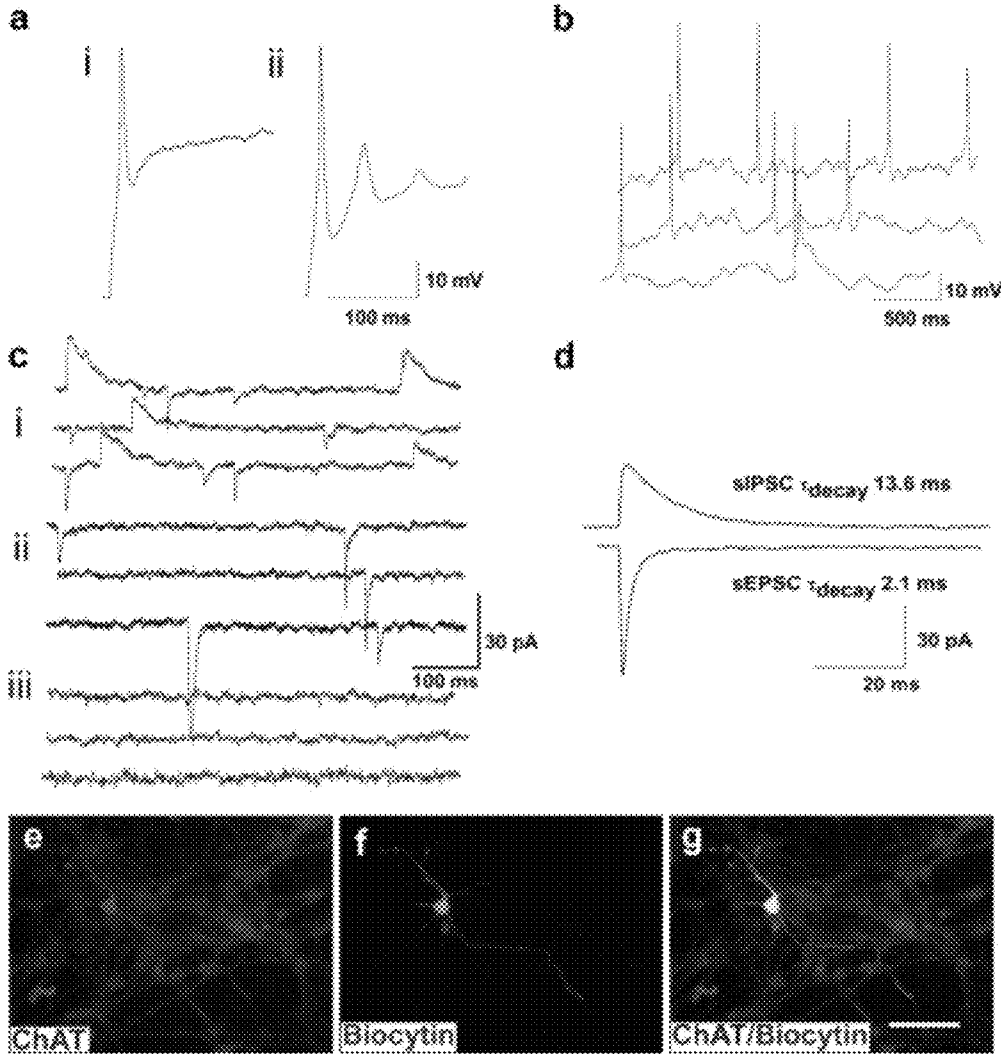 a
i
ii
10 mV
100 ms
b
10 mV
500 ms
c
i
ii
iii
30 pA
100 ms
d
sIPSC τdecay 13.6 ms
sEPSC τdecay 2.1 ms
30 pA
20 ms
e
ChAT
f
Biocytin
g
ChAT/Biocytin